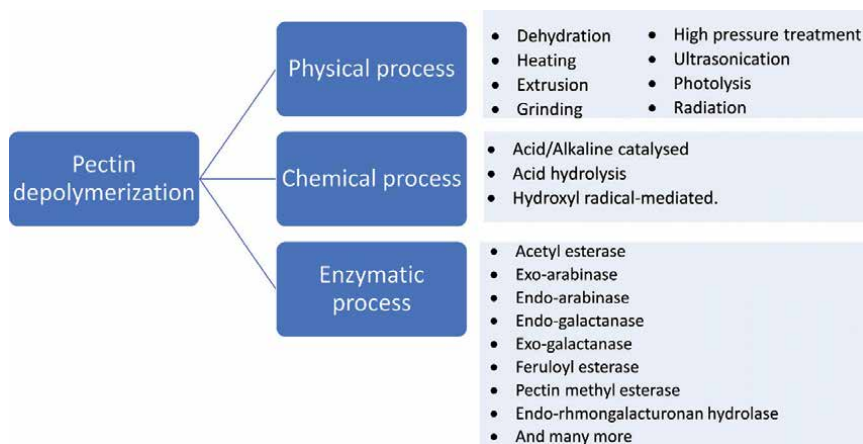 Pectin
depolymerization
Physical process
• Dehydration
• Heating
• Extrusion
• Grinding
• High pressure treatment
• Ultrasonication
• Photolysis
• Radiation
Chemical process
• Acid/Alkaline catalysed
• Acid hydrolysis
• Hydroxyl radical-mediated.
Enzymatic
process
• Acetyl esterase
• Exo-arabinase
• Endo-arabinase
• Endo-galactanase
• Exo-galactanase
• Feruloyl esterase
• Pectin methyl esterase
• Endo-rhmongalacturonan hydrolase
• And many more